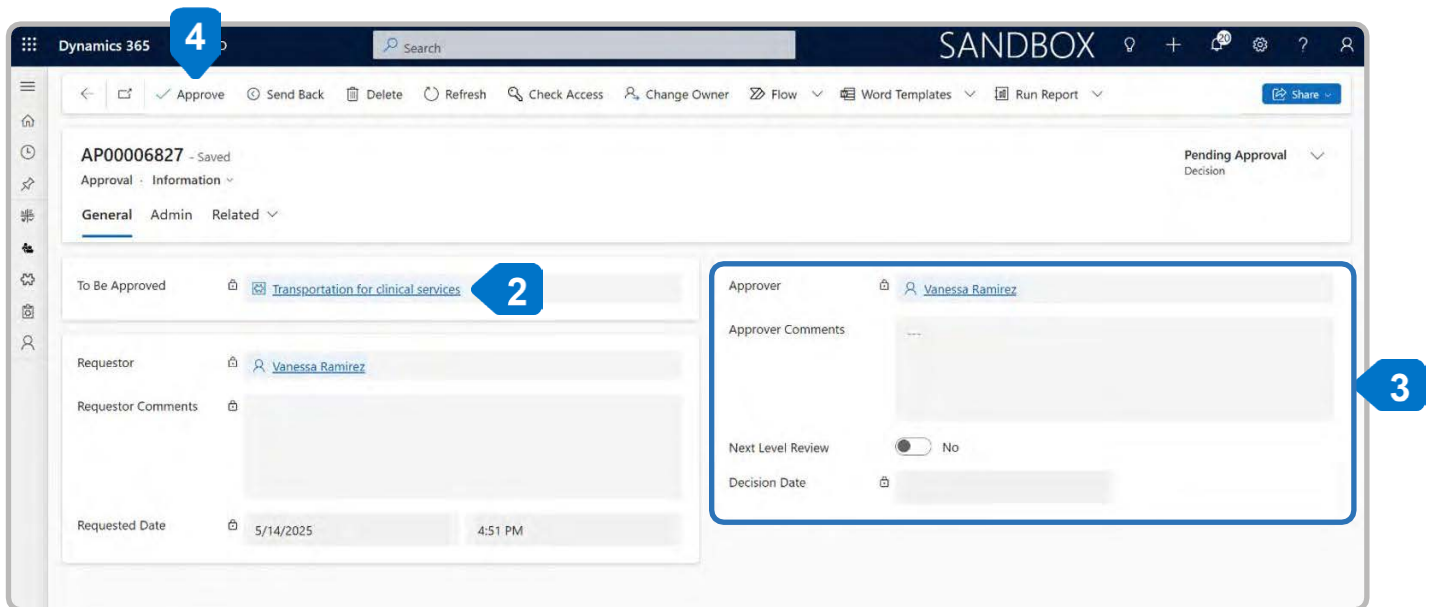 4
Dynamics 365
Search
SANDBOX
20
?
Approve Send Back Delete Refresh Check Access Change Owner Flow Word Templates Run Report Share
AP00006827 - Saved
Pending Approval
Approval · Information
Decision
General Admin Related
To Be Approved Transportation for clinical services 2
Approver Vanessa Ramirez
Approver Comments ---
Requestor Vanessa Ramirez
3
Requestor Comments
Next Level Review No
Decision Date
Requested Date 5/14/2025 4:51 PM